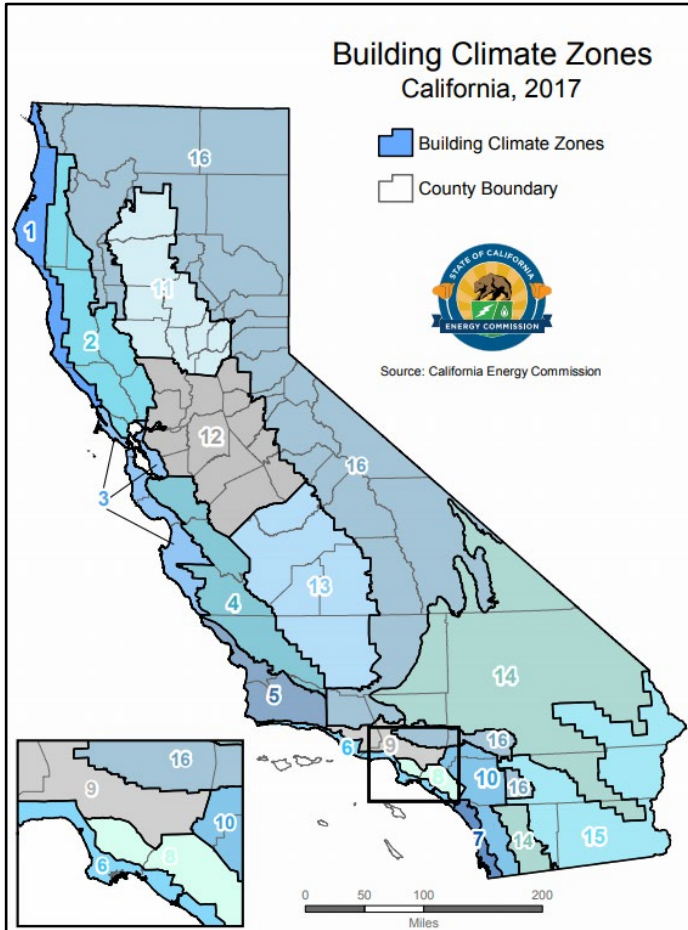 Building Climate Zones
California, 2017
Building Climate Zones
County Boundary
STATE OF CALIFORNIA
ENERGY COMMISSION
Source: California Energy Commission
16
1
11
2
12
16
3
13
4
14
5
6
9
16
8
10
16
7
14
15
16
9
10
8
6
0 50 100 200
Miles